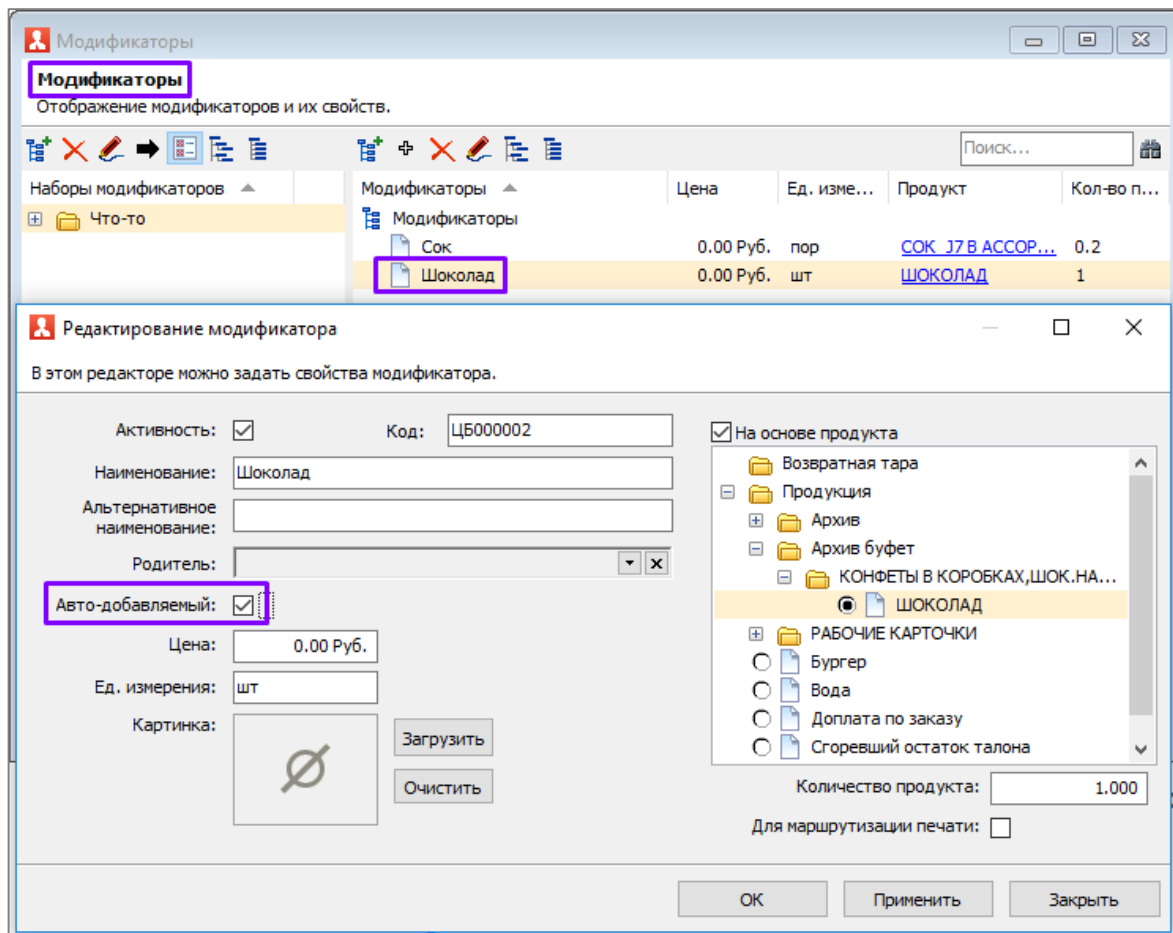 Модификаторы
Модификаторы
Отображение модификаторов и их свойств.
Поиск...
Наборы модификаторов Модификаторы Цена Ед. изме... Продукт Кол-во п...
Что-то Модификаторы
Сок 0.00 Руб. пор СОК J7 В АССОР... 0.2
Шоколад 0.00 Руб. шт ШОКОЛАД 1
Редактирование модификатора
В этом редакторе можно задать свойства модификатора.
Активность: Код: ЦБ000002
Наименование: Шоколад
Альтернативное
наименование:
Родитель:
Авто-добавляемый:
Цена: 0.00 Руб.
Ед. измерения: шт
Картинка:
Загрузить
Очистить
На основе продукта
Возвратная тара
Продукция
Архив
Архив буфет
КОНФЕТЫ В КОРОБКАХ,ШОК.НА...
ШОКОЛАД
РАБОЧИЕ КАРТОЧКИ
Бургер
Вода
Доплата по заказу
Сгоревший остаток талона
Количество продукта: 1.000
Для маршрутизации печати:
ОК Применить Закрыть